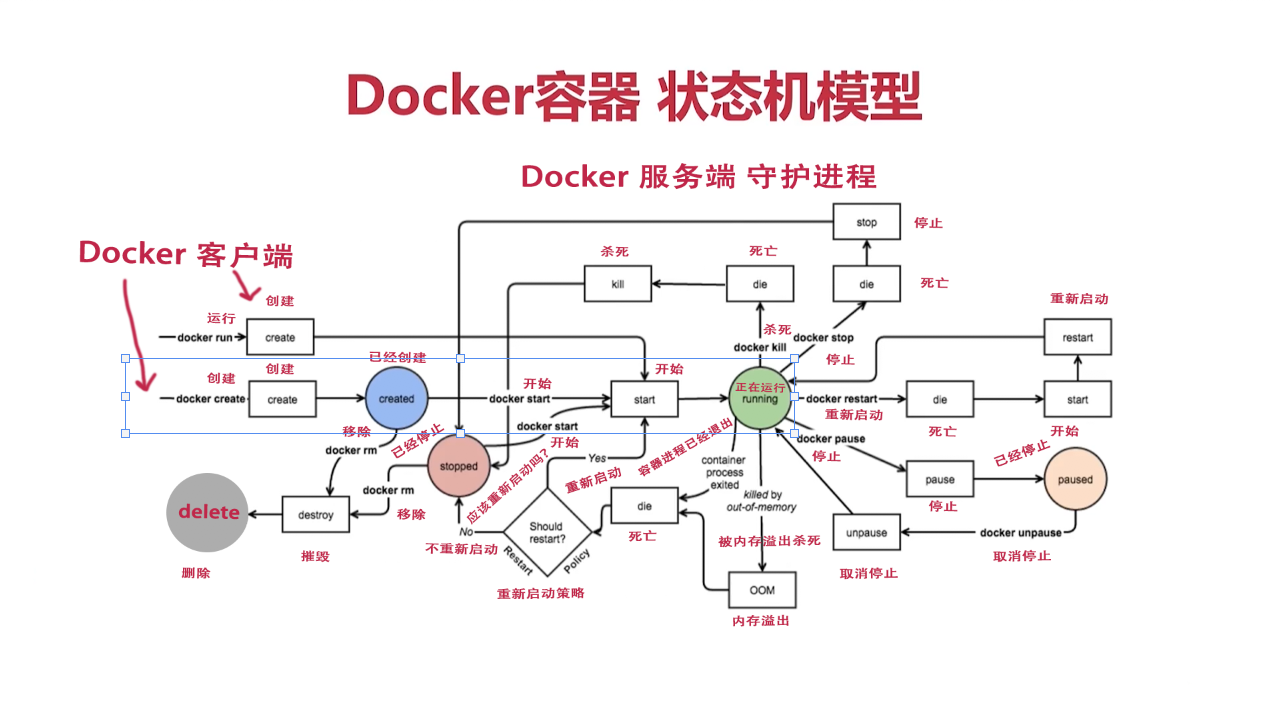 Docker容器 状态机模型
Docker 服务端 守护进程
stop
停止
Docker 客户端
杀死
死亡
kill
die
die
死亡
创建
重新启动
运行
docker run
create
杀死
docker kill
docker stop
restart
已经创建
停止
创建
创建
开始
开始
正在运行
docker create
create
created
docker start
start
running
docker restart
die
start
重新启动
移除
已经停止
docker start
开始
容器进程已经退出
docker pause
死亡
开始
docker rm
stopped
应该重新启动吗?
Yes
重新启动
container
process
exited
停止
已经停止
docker rm
killed by
out-of-memory
pause
paused
停止
delete
destroy
移除
No
Should
restart?
die
unpause
docker unpause
不重新启动
死亡
被内存溢出杀死
摧毁
Restart
Policy
取消停止
取消停止
删除
重新启动策略
OOM
内存溢出